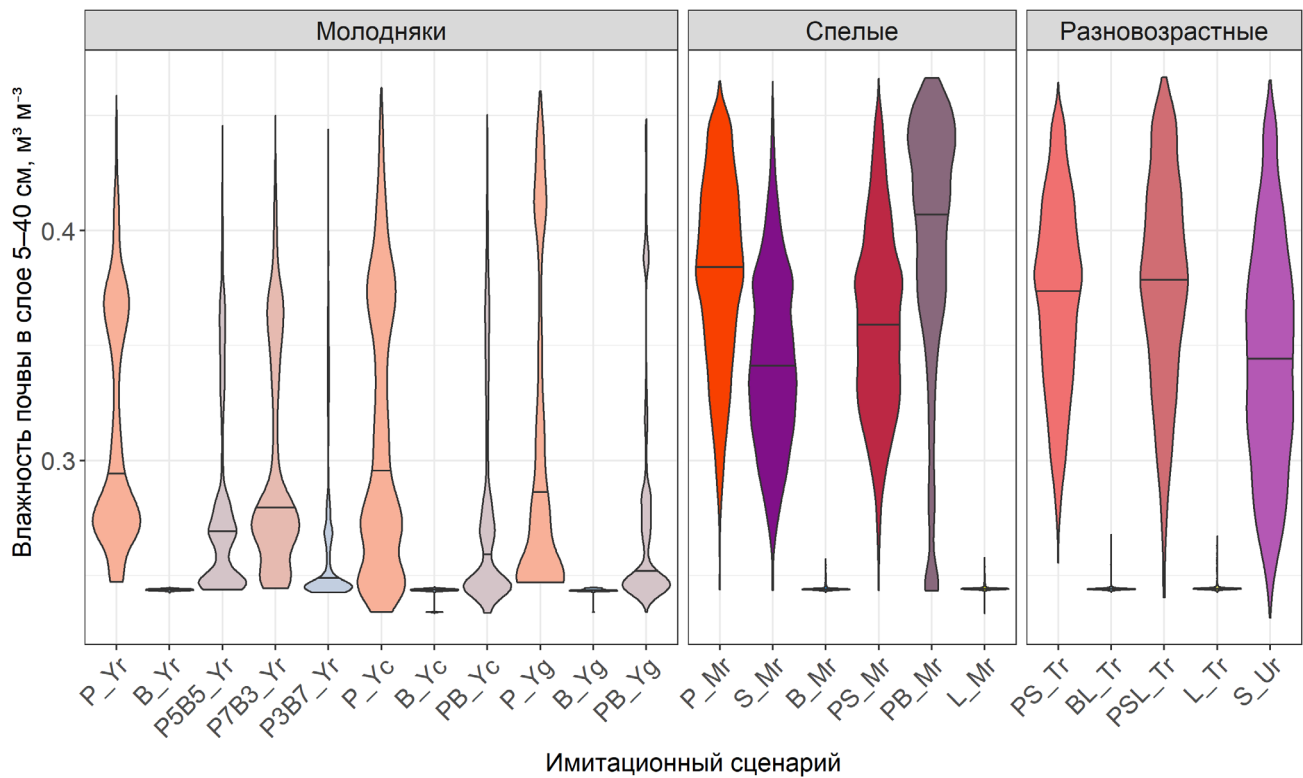 Молодняки Спелые Разновозрастные
Влажность почвы в слое 5–40 см, м³ м⁻³
0.4
0.3
P_Yr B_Yr P5B5_Yr P7B3_Yr P3B7_Yr P_Yc B_Yc PB_Yc P_Yg B_Yg PB_Yg P_Mr S_Mr B_Mr PS_Mr PB_Mr L_Mr PS_Tr BL_Tr PSL_Tr L_Tr S_Ur
Имитационный сценарий